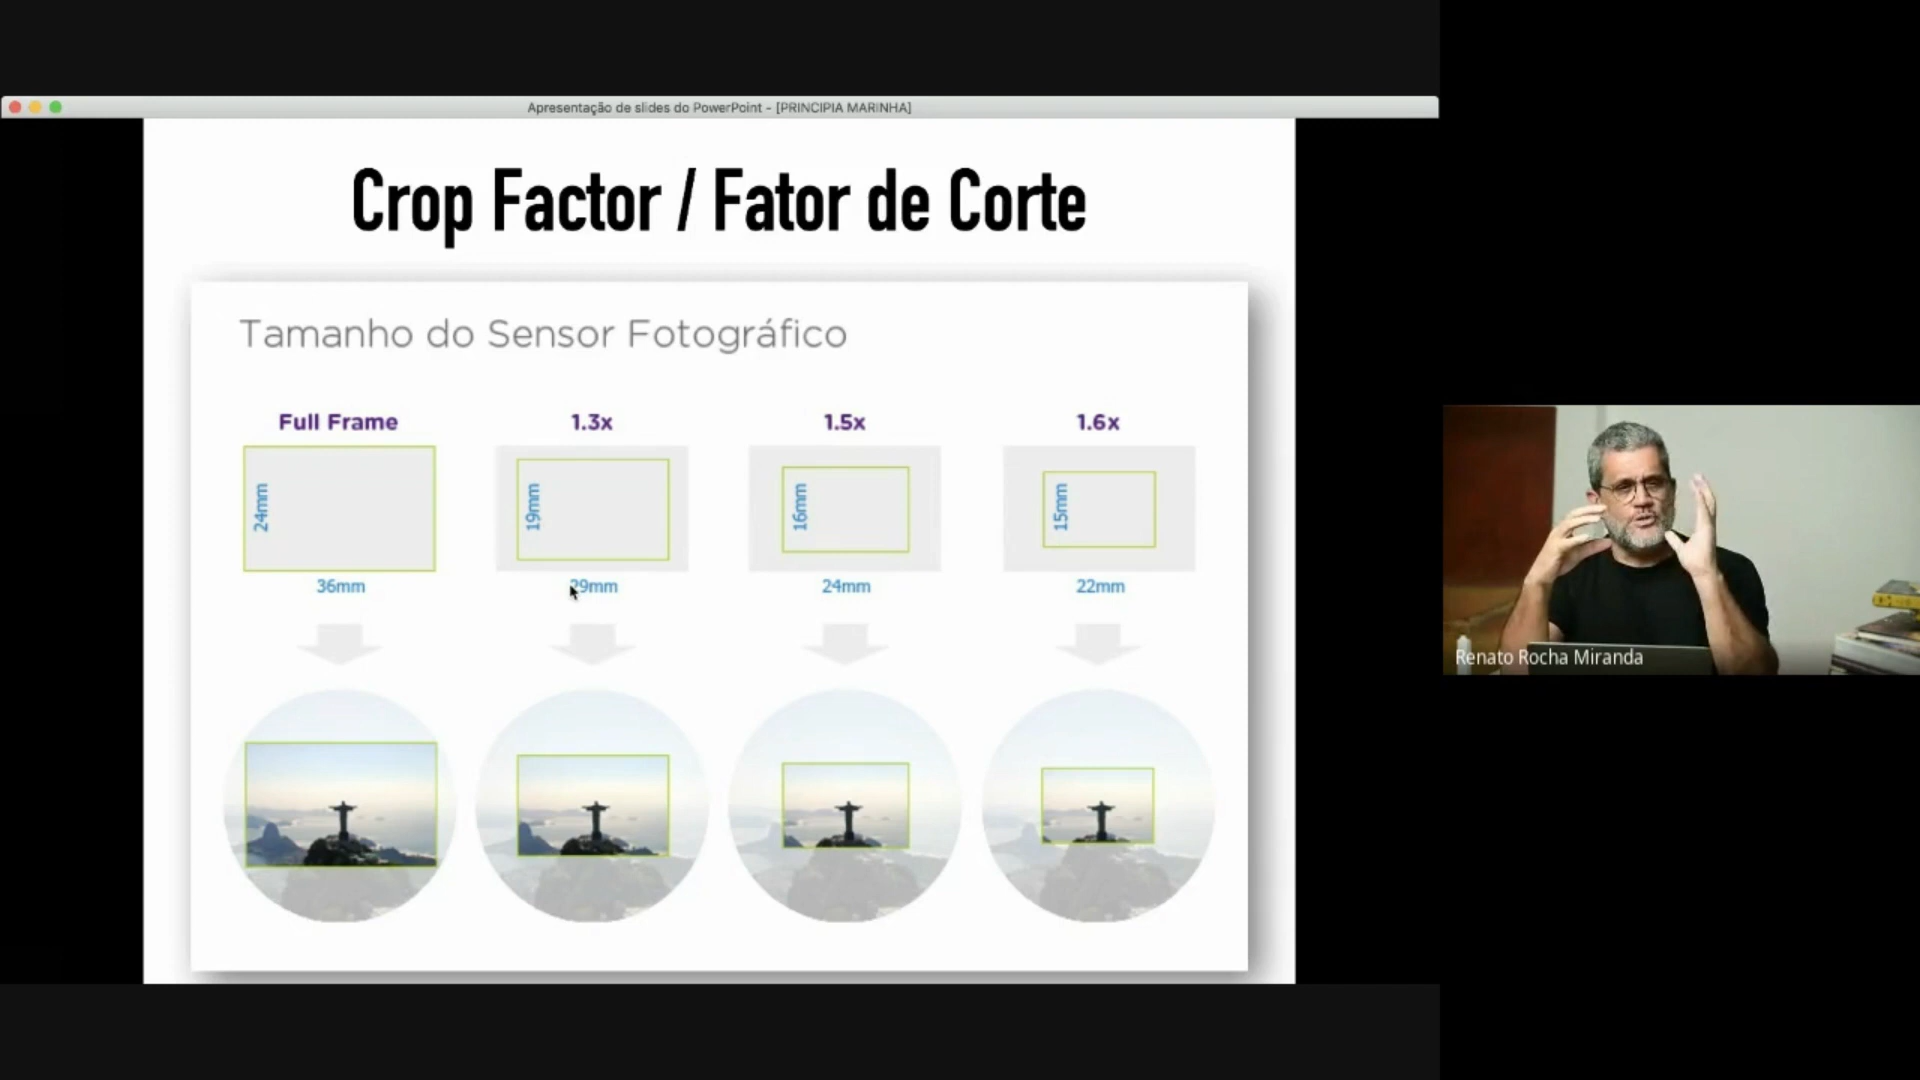 Apresentação de slides do PowerPoint - [PRINCIPIA MARINHA]
Crop Factor / Fator de Corte
Tamanho do Sensor Fotográfico
Full Frame
1.3x
1.5x
1.6x
24mm
19mm
16mm
15mm
36mm
29mm
24mm
22mm
Renato Rocha Miranda